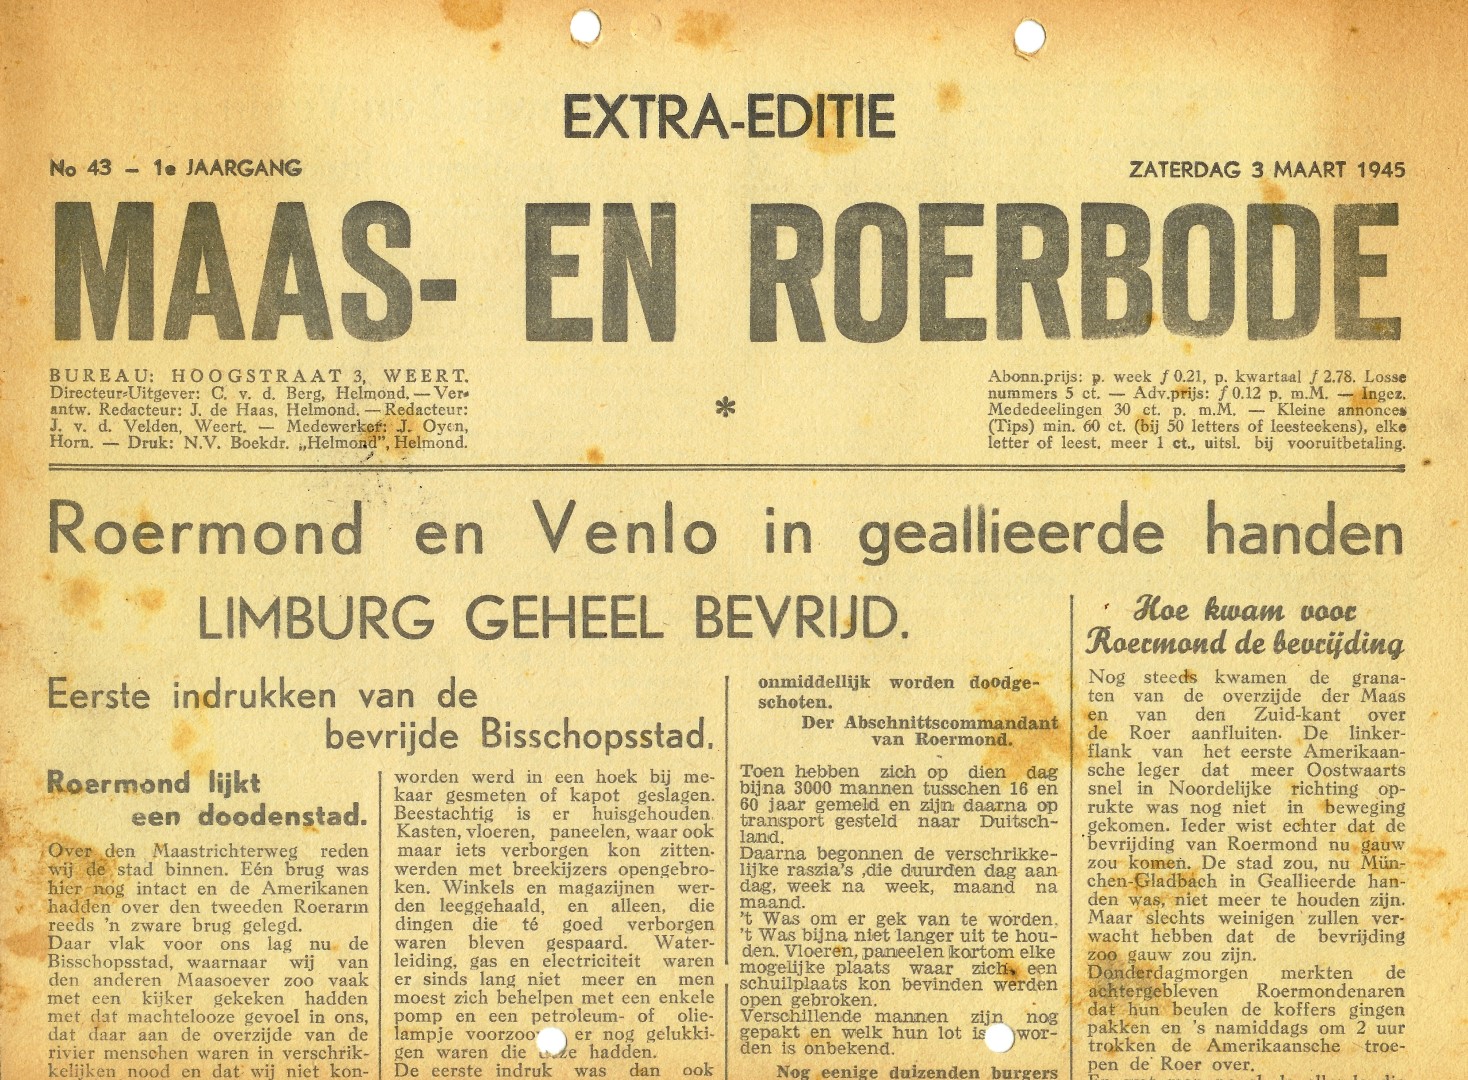 EXTRA-EDITIE
No 43 – 1e JAARGANG
ZATERDAG 3 MAART 1945
MAAS- EN ROERBODE
BUREAU: HOOGSTRAAT 3, WEERT.
Directeur-Uitgever: C. v. d. Berg, Helmond. — Ver-
antw. Redacteur: J. de Haas, Helmond. — Redacteur:
J. v. d. Velden, Weert. — Medewerker: J. Oyen,
Horn. — Druk: N.V. Boekdr. „Helmond", Helmond.
*
Abonn.prijs: p. week ƒ 0.21, p. kwartaal ƒ 2.78. Losse
nummers 5 ct. — Adv.prijs: ƒ 0.12 p. m.M. — Ingez.
Mededeelingen 30 ct. p. m.M. — Kleine annonces
(Tips) min. 60 ct. (bij 50 letters of leesteekens), elke
letter of leest. meer 1 ct., uitsl. bij vooruitbetaling.
Roermond en Venlo in geallieerde handen
LIMBURG GEHEEL BEVRIJD.
Eerste indrukken van de
bevrijde Bisschopsstad.
Roermond lijkt
een doodenstad.
Over den Maastrichterweg reden
wij de stad binnen. Eén brug was
hier nog intact en de Amerikanen
hadden over den tweeden Roerarm
reeds 'n zware brug gelegd.
Daar vlak voor ons lag nu de
Bisschopsstad, waarnaar wij van
den anderen Maasoever zoo vaak
met een kijker gekeken hadden
met dat machtelooze gevoel in ons,
dat daar aan de overzijde van de
rivier menschen waren in verschrik-
kelijken nood en dat wij niet kon-
worden werd in een hoek bij me-
kaar gesmeten of kapot geslagen.
Beestachtig is er huisgehouden.
Kasten, vloeren, paneelen, waar ook
maar iets verborgen kon zitten,
werden met breekijzers opengebro-
ken. Winkels en magazijnen wer-
den leeggehaald, en alleen, die
dingen die té goed verborgen
waren bleven gespaard. Water-
leiding, gas en electriciteit waren
er sinds lang niet meer en men
moest zich behelpen met een enkele
pomp en een petroleum- of olie-
lampje voorzoo er nog gelukki-
gen waren die deze hadden.
De eerste indruk was dan ook
onmiddellijk worden doodge-
schoten.
Der Abschnittscommandant
van Roermond.
Toen hebben zich op dien dag
bijna 3000 mannen tusschen 16 en
60 jaar gemeld en zijn daarna op
transport gesteld naar Duitsch-
land.
Daarna begonnen de verschrikke-
lijke raszia's ,die duurden dag aan
dag, week na week, maand na
maand.
't Was om er gek van te worden.
't Was bijna niet langer uit te hou-
den. Vloeren, paneelen kortom elke
mogelijke plaats waar zich een
schuilplaats kon bevinden werden
open gebroken.
Verschillende mannen zijn nog
gepakt en welk hun lot is wor-
den is onbekend.
Nog eenige duizenden burgers
Hoe kwam voor
Roermond de bevrijding
Nog steeds kwamen de grana-
ten van de overzijde der Maas
en van den Zuid-kant over
de Roer aanfluiten. De linker-
flank van het eerste Amerikaan-
sche leger dat meer Oostwaarts
snel in Noordelijke richting op-
rukte was nog niet in beweging
gekomen. Ieder wist echter dat de
bevrijding van Roermond nu gauw
zou komen. De stad zou, nu Mün-
chen-Gladbach in Geallieerde han-
den was, niet meer te houden zijn.
Maar slechts weinigen zullen ver-
wacht hebben dat de bevrijding
zoo gauw zou zijn.
Donderdagmorgen merkten de
achtergebleven Roermondenaren
dat hun beulen de koffers gingen
pakken en 's namiddags om 2 uur
trokken de Amerikaansche troe-
pen de Roer over.